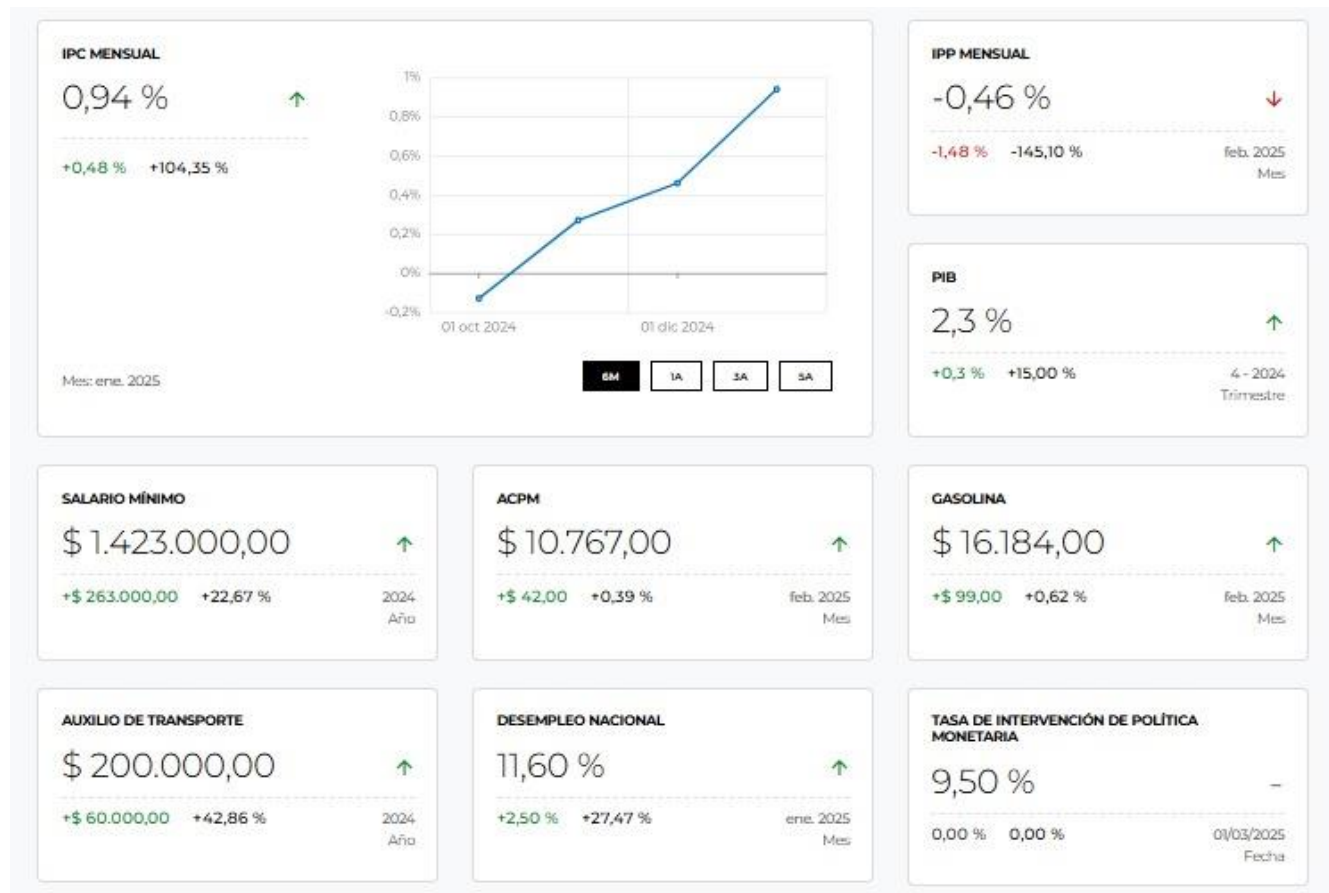 IPC MENSUAL
0,94 % ↑
+0,48 % +104,35 %
1%
0,8%
0,6%
0,4%
0,2%
0%
-0,2%
01 oct 2024 01 dic 2024
Mes: ene. 2025
6M 1A 3A 5A
IPP MENSUAL
-0,46 % ↓
-1,48 % -145,10 % feb. 2025
Mes
PIB
2,3 % ↑
+0,3 % +15,00 % 4 - 2024
Trimestre
SALARIO MÍNIMO
$ 1.423.000,00 ↑
+$ 263.000,00 +22,67 % 2024
Año
ACPM
$ 10.767,00 ↑
+$ 42,00 +0,39 % feb. 2025
Mes
GASOLINA
$ 16.184,00 ↑
+$ 99,00 +0,62 % feb. 2025
Mes
AUXILIO DE TRANSPORTE
$ 200.000,00 ↑
+$ 60.000,00 +42,86 % 2024
Año
DESEMPLEO NACIONAL
11,60 % ↑
+2,50 % +27,47 % ene. 2025
Mes
TASA DE INTERVENCIÓN DE POLÍTICA
MONETARIA
9,50 % –
0,00 % 0,00 % 01/03/2025
Fecha